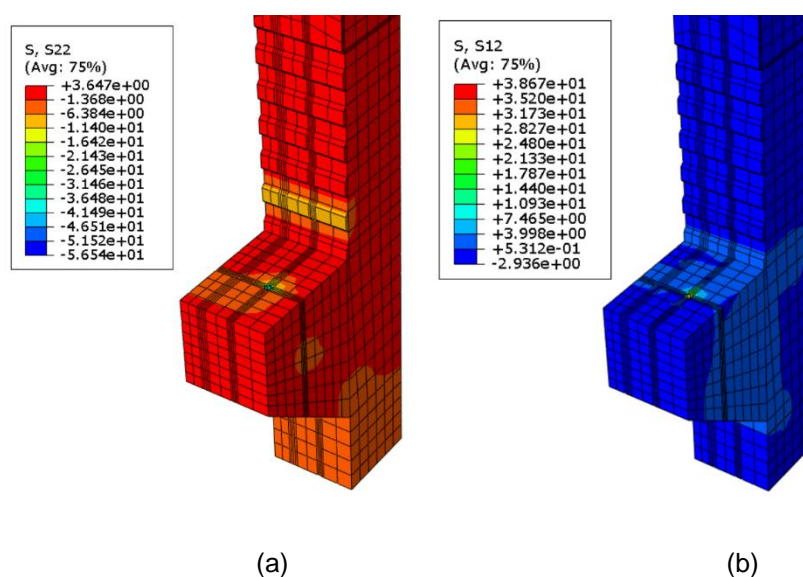 S, S22
(Avg: 75%)
+3.647e+00
-1.368e+00
-6.384e+00
-1.140e+01
-1.642e+01
-2.143e+01
-2.645e+01
-3.146e+01
-3.648e+01
-4.149e+01
-4.651e+01
-5.152e+01
-5.654e+01
S, S12
(Avg: 75%)
+3.867e+01
+3.520e+01
+3.173e+01
+2.827e+01
+2.480e+01
+2.133e+01
+1.787e+01
+1.440e+01
+1.093e+01
+7.465e+00
+3.998e+00
+5.312e-01
-2.936e+00
(a)
(b)